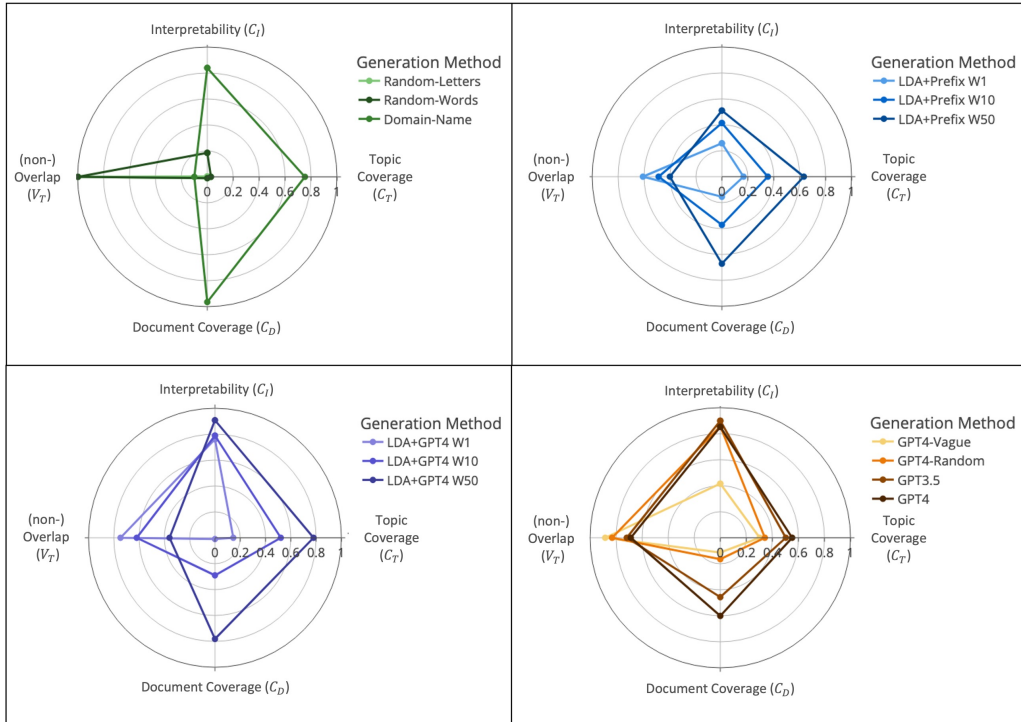 Interpretability (C_I)
Generation Method
Random-Letters
Random-Words
Domain-Name
(non-)
Overlap
(V_T)
Topic
Coverage
(C_T)
0 0.2 0.4 0.6 0.8 1
Document Coverage (C_D)
Interpretability (C_I)
Generation Method
LDA+Prefix W1
LDA+Prefix W10
LDA+Prefix W50
(non-)
Overlap
(V_T)
Topic
Coverage
(C_T)
0 0.2 0.4 0.6 0.8 1
Document Coverage (C_D)
Interpretability (C_I)
Generation Method
LDA+GPT4 W1
LDA+GPT4 W10
LDA+GPT4 W50
(non-)
Overlap
(V_T)
Topic
Coverage
(C_T)
0 0.2 0.4 0.6 0.8 1
Document Coverage (C_D)
Interpretability (C_I)
Generation Method
GPT4-Vague
GPT4-Random
GPT3.5
GPT4
(non-)
Overlap
(V_T)
Topic
Coverage
(C_T)
0 0.2 0.4 0.6 0.8 1
Document Coverage (C_D)